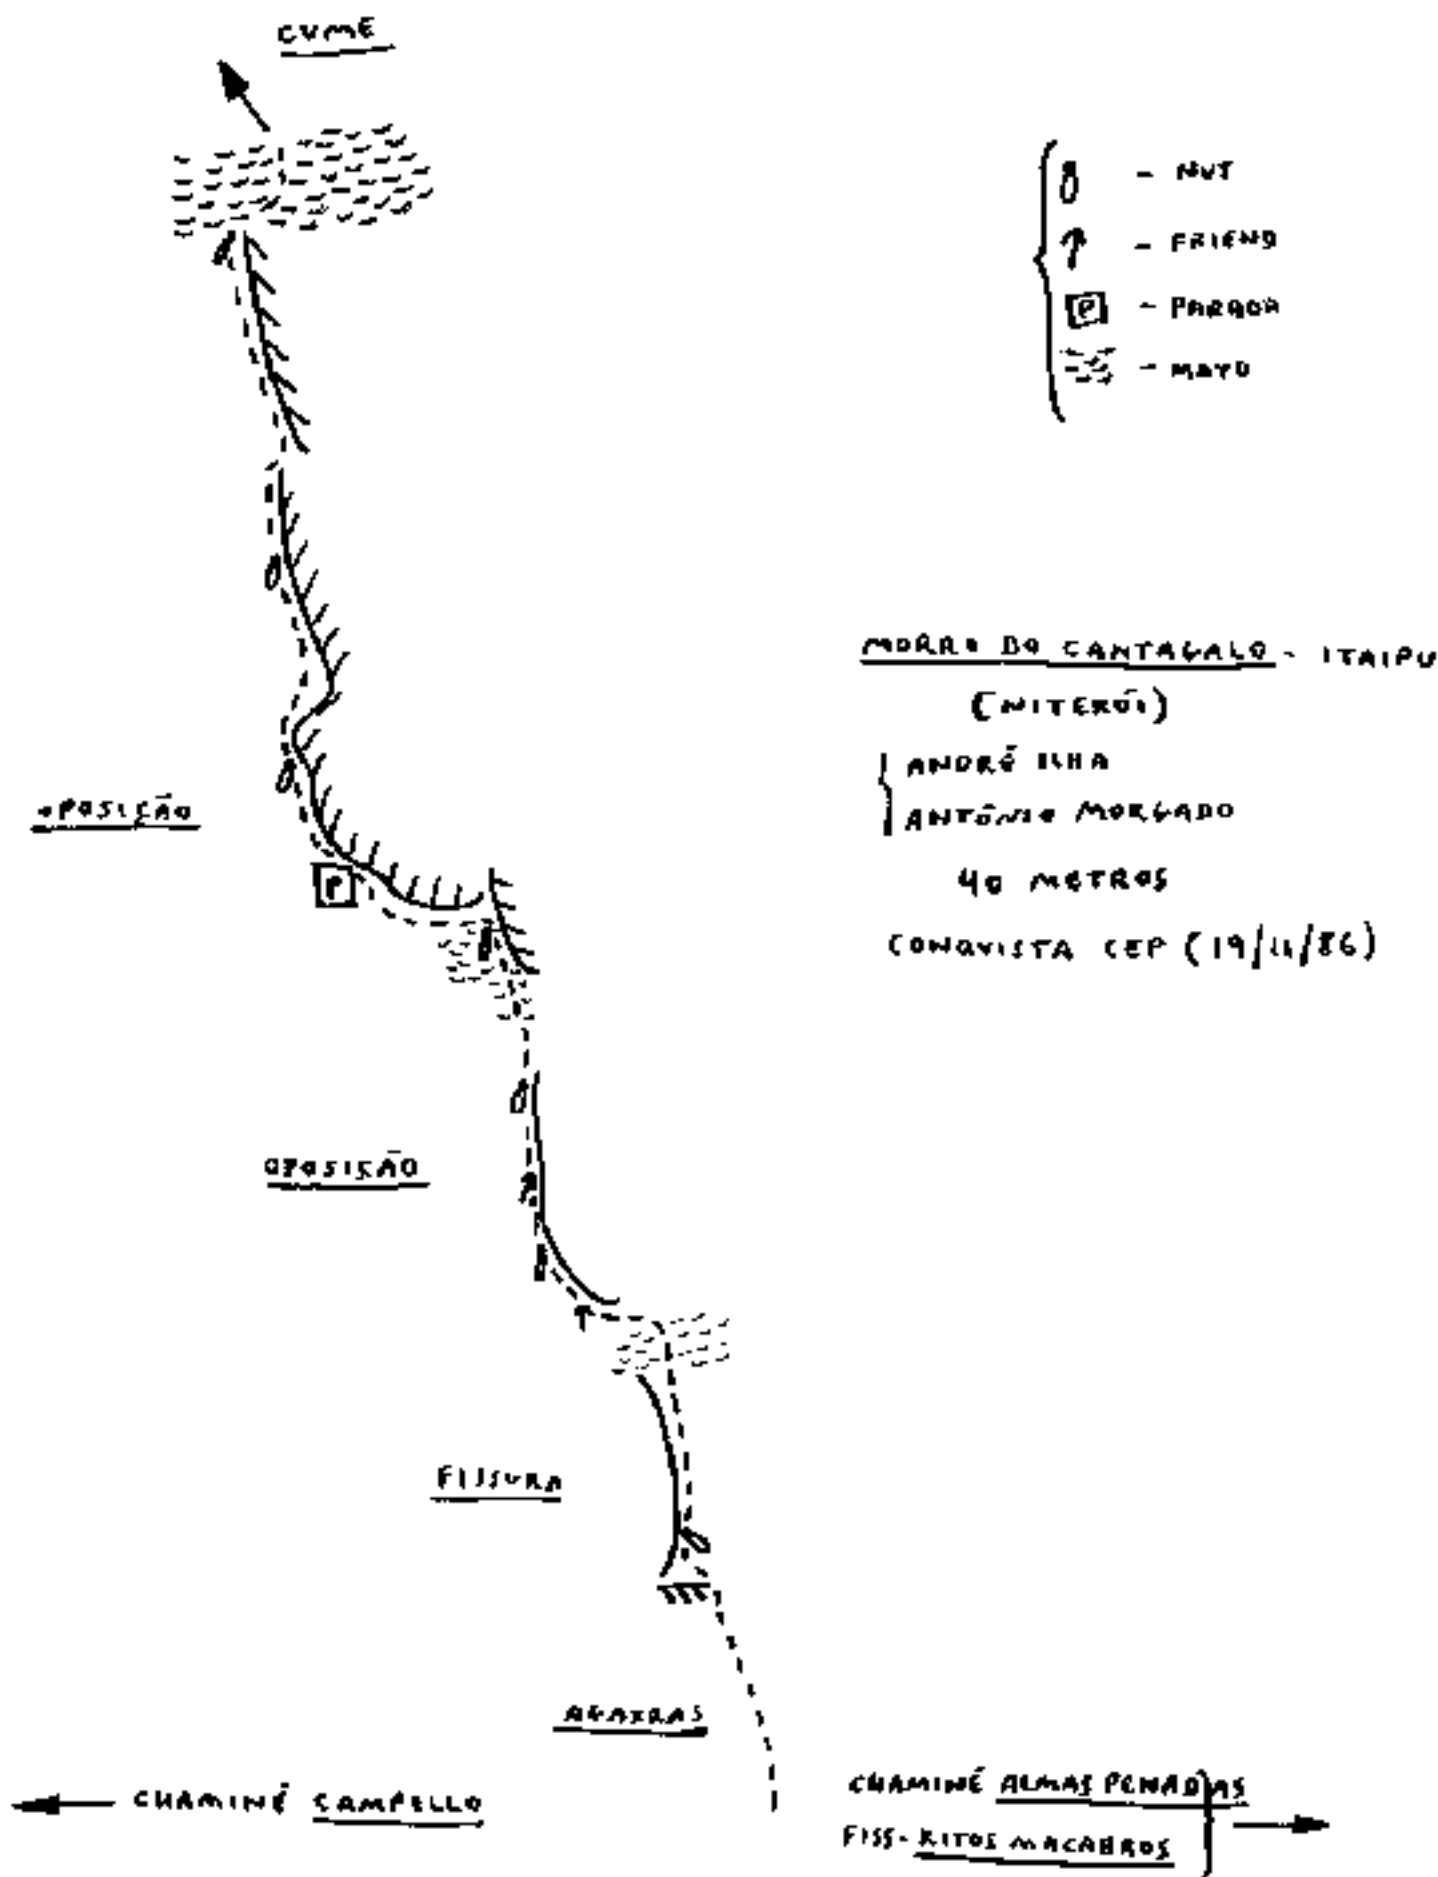 CUME
- NUT
- FRIEND
P - PARADA
- MATO
MORRO DO CANTAGALO - ITAIPU
(NITERÓI)
ANDRÉ ILHA
ANTÔNIO MORGADO
40 METROS
CONQUISTA CEP (19/11/86)
OPOSIÇÃO
P
OPOSIÇÃO
FISSURA
AGARRAS
CHAMINÉ CAMPELLO
CHAMINÉ ALMAS PENADAS
FISS. RITOS MACABROS